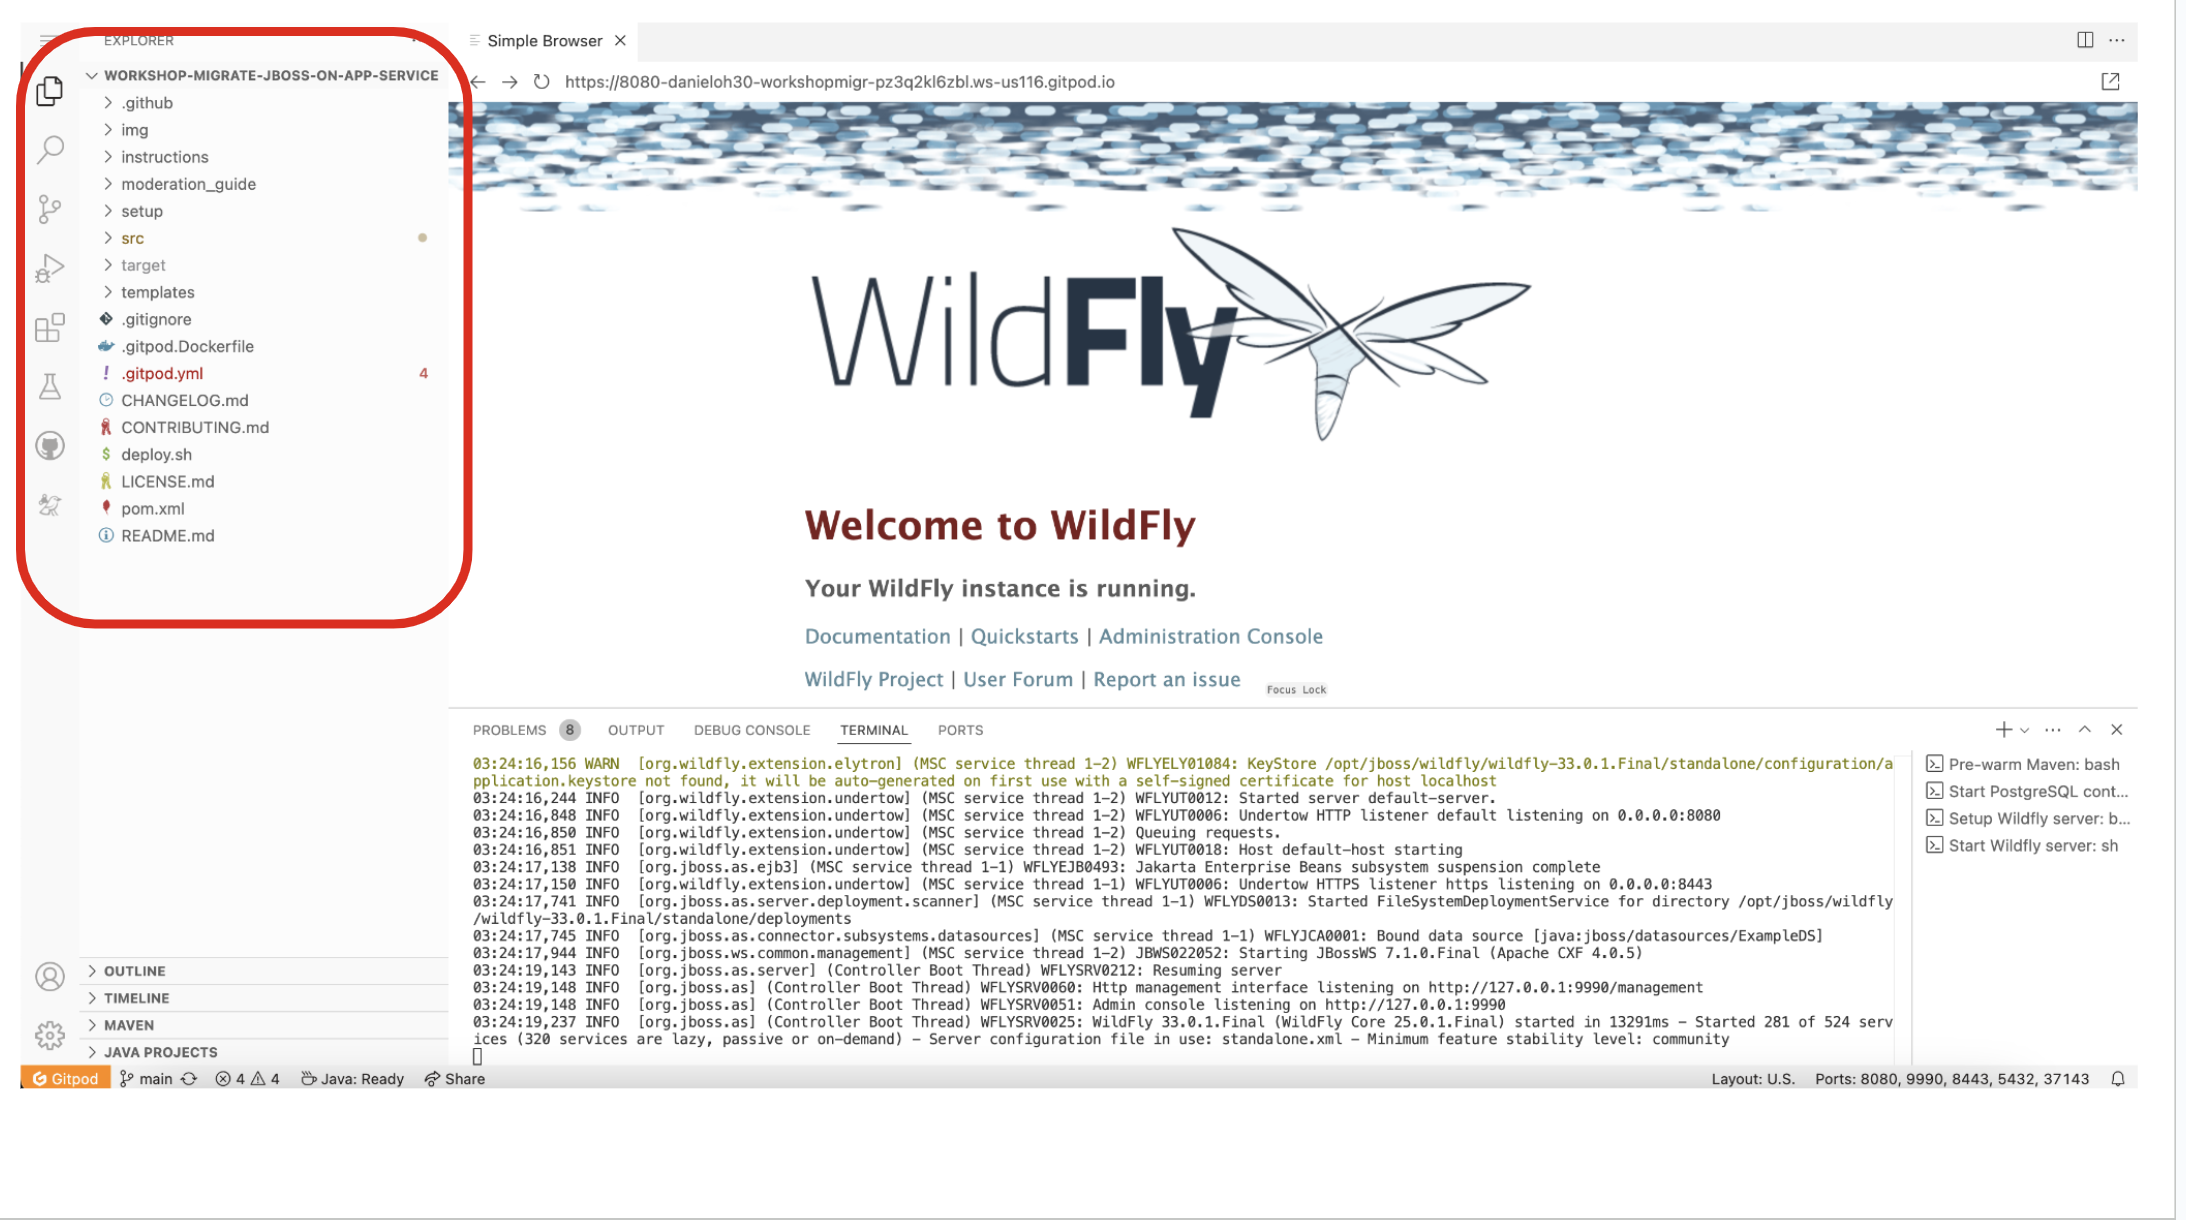 EXPLORER
WORKSHOP-MIGRATE-JBOSS-ON-APP-SERVICE
.github
img
instructions
moderation_guide
setup
src
target
templates
.gitignore
.gitpod.Dockerfile
! .gitpod.yml 4
CHANGELOG.md
CONTRIBUTING.md
$ deploy.sh
LICENSE.md
pom.xml
README.md
OUTLINE
TIMELINE
MAVEN
JAVA PROJECTS
Simple Browser
https://8080-danieloh30-workshopmigr-pz3q2kl6zbl.ws-us116.gitpod.io
WildFly
Welcome to WildFly
Your WildFly instance is running.
Documentation | Quickstarts | Administration Console
WildFly Project | User Forum | Report an issue
Focus Lock
PROBLEMS 8 OUTPUT DEBUG CONSOLE TERMINAL PORTS
03:24:16,156 WARN [org.wildfly.extension.elytron] (MSC service thread 1-2) WFLYELY01084: KeyStore /opt/jboss/wildfly/wildfly-33.0.1.Final/standalone/configuration/a
pplication.keystore not found, it will be auto-generated on first use with a self-signed certificate for host localhost
03:24:16,244 INFO [org.wildfly.extension.undertow] (MSC service thread 1-2) WFLYUT0012: Started server default-server.
03:24:16,848 INFO [org.wildfly.extension.undertow] (MSC service thread 1-2) WFLYUT0006: Undertow HTTP listener default listening on 0.0.0.0:8080
03:24:16,850 INFO [org.wildfly.extension.undertow] (MSC service thread 1-2) Queuing requests.
03:24:16,851 INFO [org.wildfly.extension.undertow] (MSC service thread 1-2) WFLYUT0018: Host default-host starting
03:24:17,138 INFO [org.jboss.as.ejb3] (MSC service thread 1-1) WFLYEJB0493: Jakarta Enterprise Beans subsystem suspension complete
03:24:17,150 INFO [org.wildfly.extension.undertow] (MSC service thread 1-1) WFLYUT0006: Undertow HTTPS listener https listening on 0.0.0.0:8443
03:24:17,741 INFO [org.jboss.as.server.deployment.scanner] (MSC service thread 1-1) WFLYDS0013: Started FileSystemDeploymentService for directory /opt/jboss/wildfly
/wildfly-33.0.1.Final/standalone/deployments
03:24:17,745 INFO [org.jboss.as.connector.subsystems.datasources] (MSC service thread 1-1) WFLYJCA0001: Bound data source [java:jboss/datasources/ExampleDS]
03:24:17,944 INFO [org.jboss.ws.common.management] (MSC service thread 1-2) JBWS022052: Starting JBossWS 7.1.0.Final (Apache CXF 4.0.5)
03:24:19,143 INFO [org.jboss.as.server] (Controller Boot Thread) WFLYSRV0212: Resuming server
03:24:19,148 INFO [org.jboss.as] (Controller Boot Thread) WFLYSRV0060: Http management interface listening on http://127.0.0.1:9990/management
03:24:19,148 INFO [org.jboss.as] (Controller Boot Thread) WFLYSRV0051: Admin console listening on http://127.0.0.1:9990
03:24:19,237 INFO [org.jboss.as] (Controller Boot Thread) WFLYSRV0025: WildFly 33.0.1.Final (WildFly Core 25.0.1.Final) started in 13291ms - Started 281 of 524 serv
ices (320 services are lazy, passive or on-demand) - Server configuration file in use: standalone.xml - Minimum feature stability level: community
Pre-warm Maven: bash
Start PostgreSQL cont...
Setup Wildfly server: b...
Start Wildfly server: sh
Gitpod main 4 4 Java: Ready Share Layout: U.S. Ports: 8080, 9990, 8443, 5432, 37143